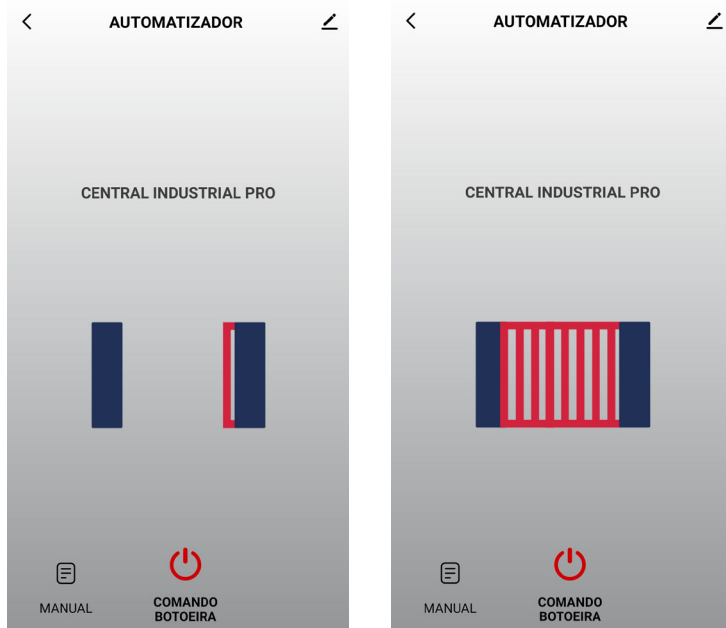 AUTOMATIZADOR
CENTRAL INDUSTRIAL PRO
MANUAL
COMANDO
BOTOEIRA
AUTOMATIZADOR
CENTRAL INDUSTRIAL PRO
MANUAL
COMANDO
BOTOEIRA